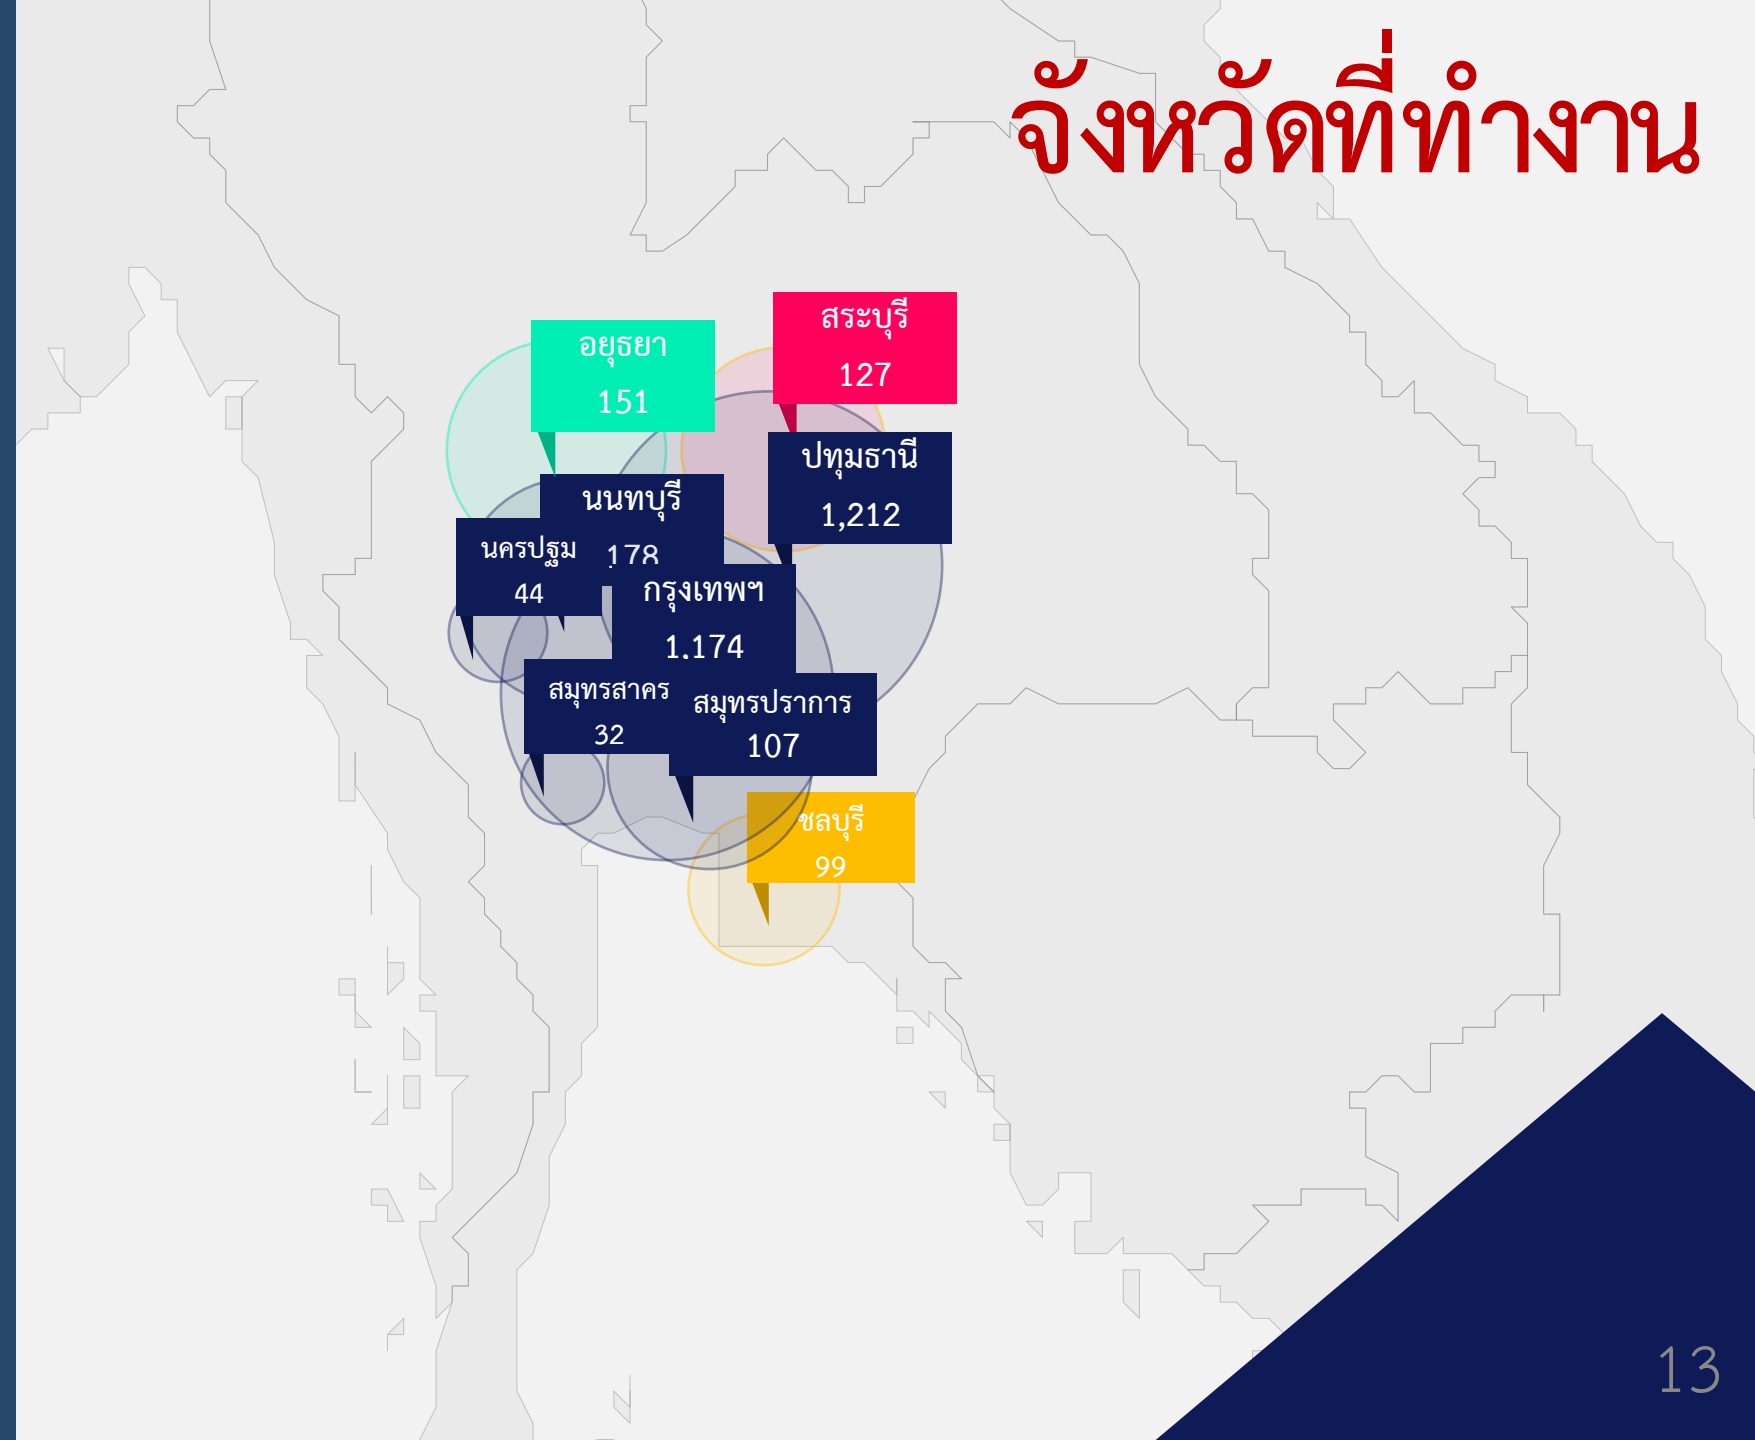 จังหวัดที่ทำงาน
สระบุรี
127
อยุธยา
151
ปทุมธานี
1,212
นนทบุรี
178
นครปฐม
44
กรุงเทพฯ
1,174
สมุทรสาคร
32
สมุทรปราการ
107
ชลบุรี
99
13